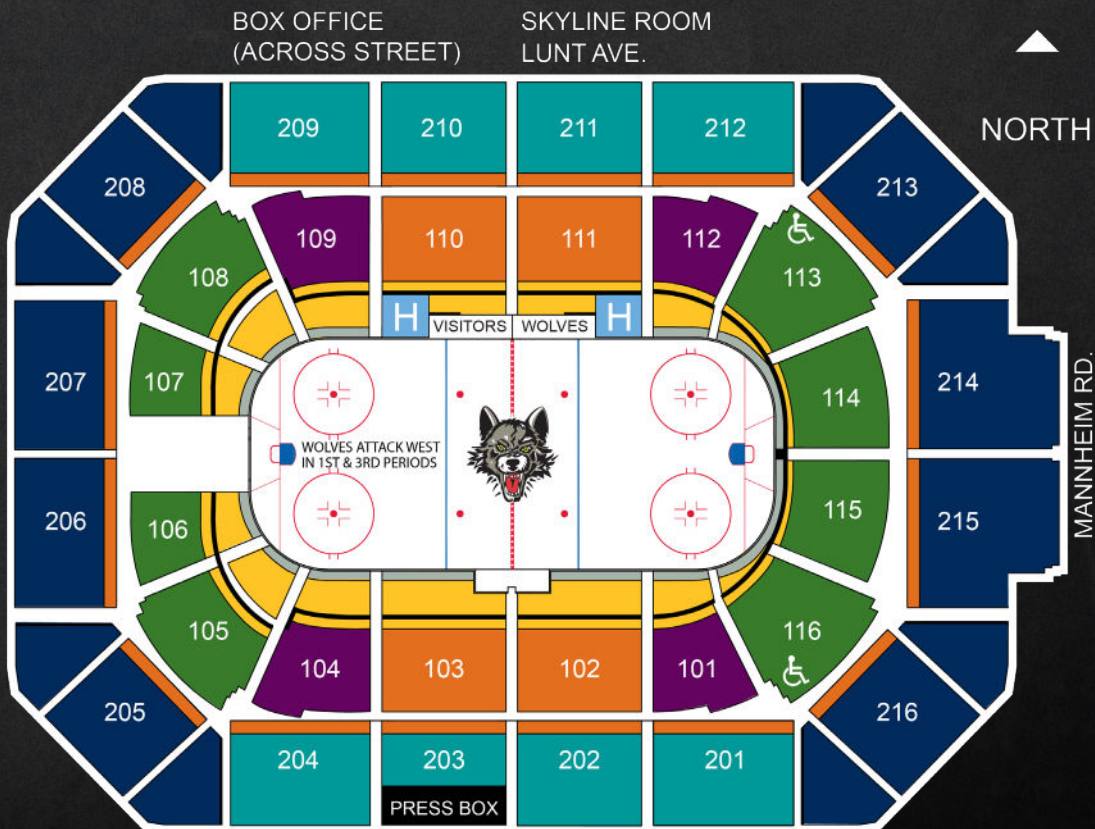 BOX OFFICE
(ACROSS STREET)
SKYLINE ROOM
LUNT AVE.
NORTH
209
210
211
212
208
213
109
110
111
112
108
113
H
VISITORS
WOLVES
H
207
107
114
214
MANNHEIM RD.
WOLVES ATTACK WEST
IN 1ST & 3RD PERIODS
206
106
115
215
105
116
104
103
102
101
205
216
204
203
202
201
PRESS BOX